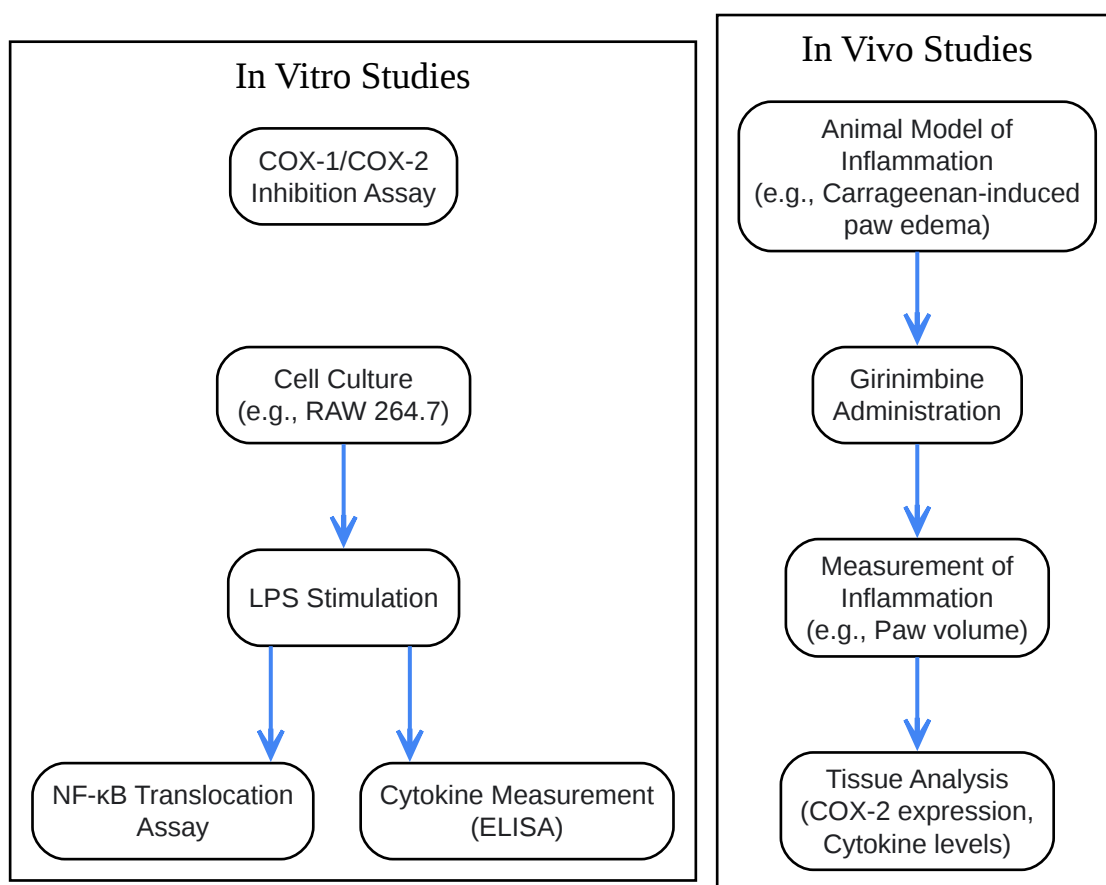 In Vitro Studies
COX-1/COX-2
Inhibition Assay
Cell Culture
(e.g., RAW 264.7)
LPS Stimulation
NF-κB Translocation
Assay
Cytokine Measurement
(ELISA)
In Vivo Studies
Animal Model of
Inflammation
(e.g., Carrageenan-induced
paw edema)
Girinimbine
Administration
Measurement of
Inflammation
(e.g., Paw volume)
Tissue Analysis
(COX-2 expression,
Cytokine levels)